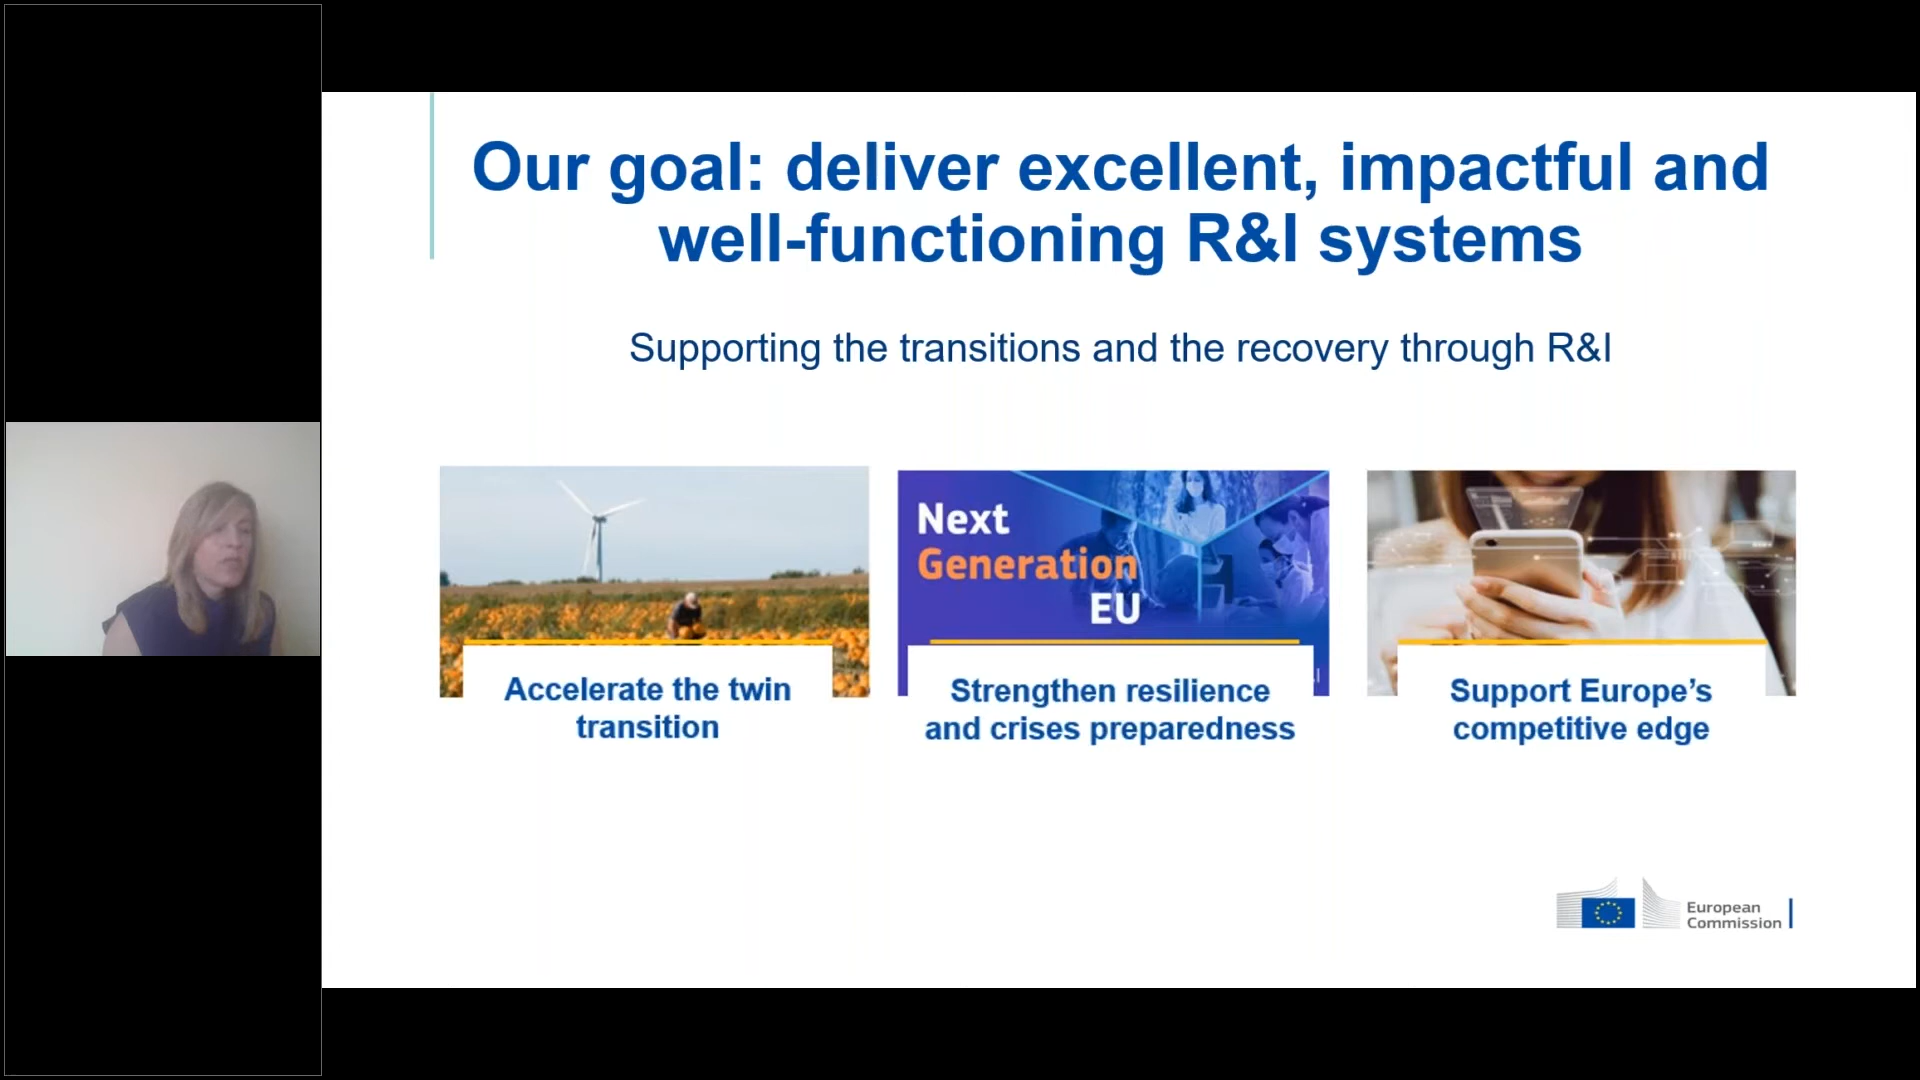 Our goal: deliver excellent, impactful and
well-functioning R&I systems
Supporting the transitions and the recovery through R&I
Next
Generation
EU
Accelerate the twin
transition
Strengthen resilience
and crises preparedness
Support Europe’s
competitive edge
European
Commission